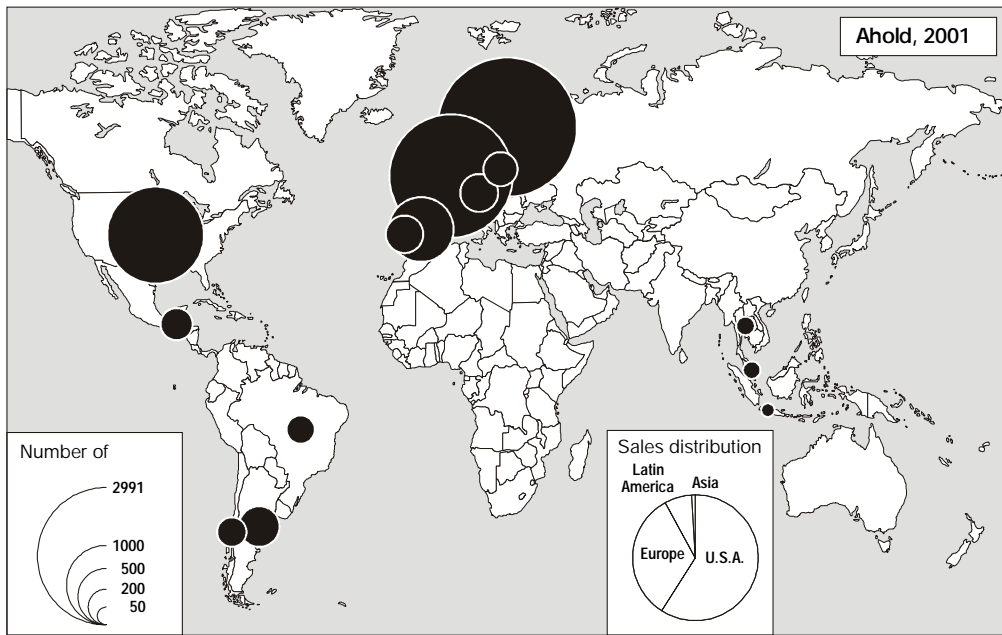 Ahold, 2001
Number of
2991
1000
500
200
50
Sales distribution
Latin
America
Asia
Europe
U.S.A.